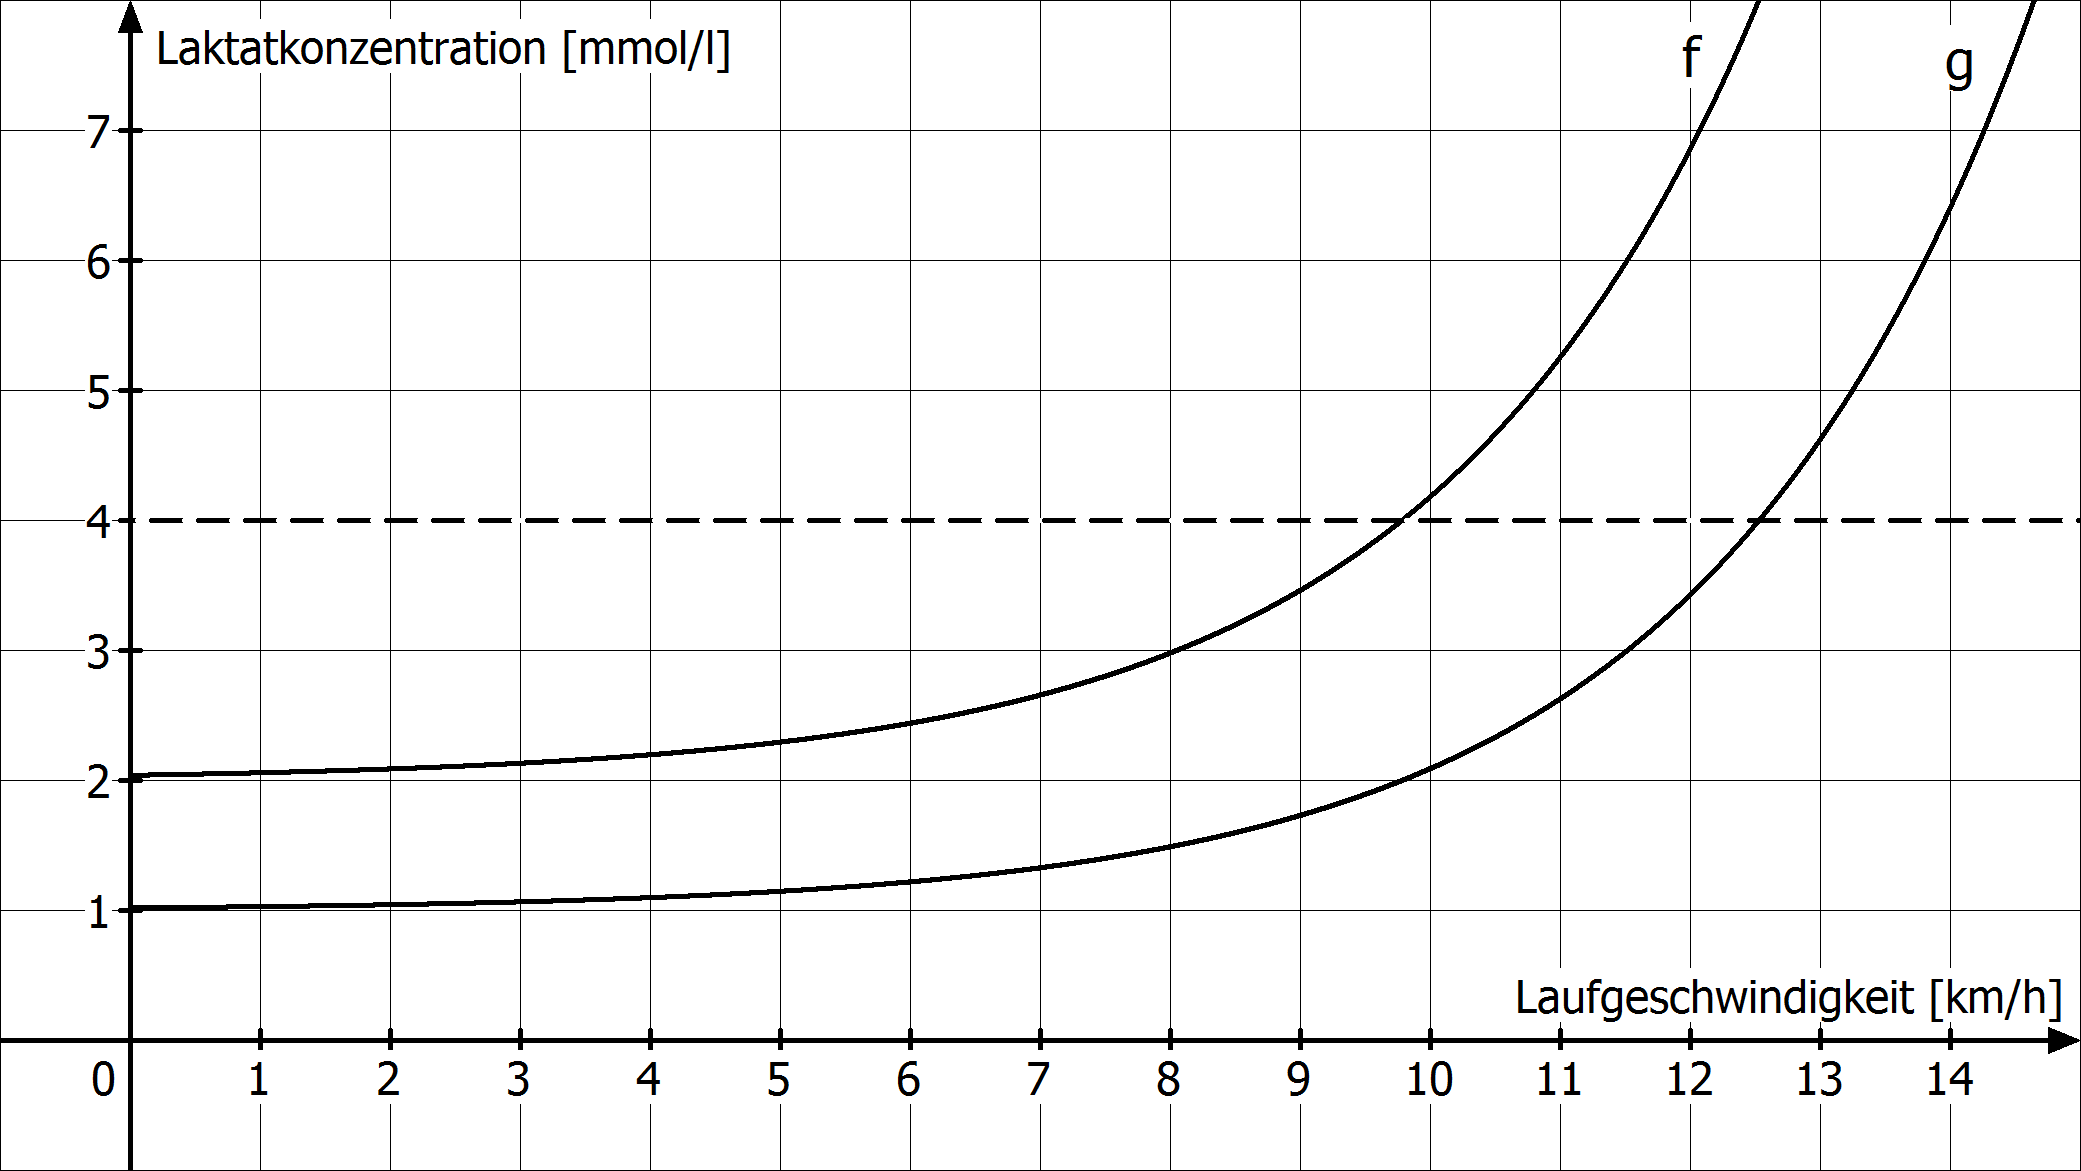 Laktatkonzentration [mmol/l]
f
g
7
6
5
4
3
2
1
Laufgeschwindigkeit [km/h]
0 1 2 3 4 5 6 7 8 9 10 11 12 13 14